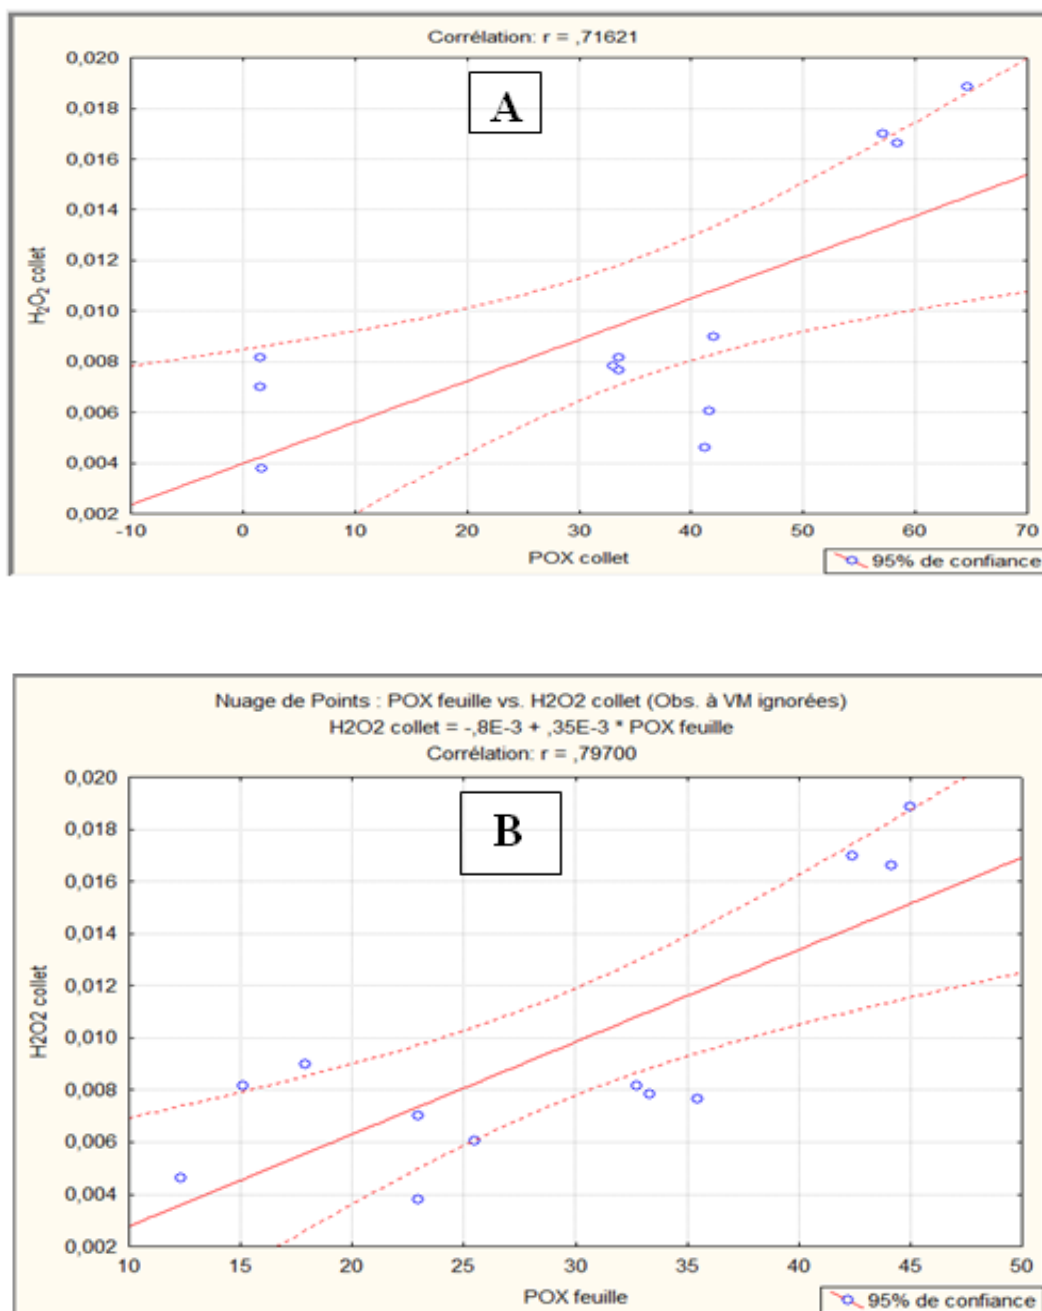 Corrélation: r = ,71621
A
0,020
0,018
0,016
0,014
0,012
0,010
0,008
0,006
0,004
0,002
H₂O₂ collet
-10 0 10 20 30 40 50 60 70
POX collet
95% de confiance
Nuage de Points : POX feuille vs. H2O2 collet (Obs. à VM ignorées)
H2O2 collet = -,8E-3 + ,35E-3 * POX feuille
Corrélation: r = ,79700
B
0,020
0,018
0,016
0,014
0,012
0,010
0,008
0,006
0,004
0,002
H2O2 collet
10 15 20 25 30 35 40 45 50
POX feuille
95% de confiance